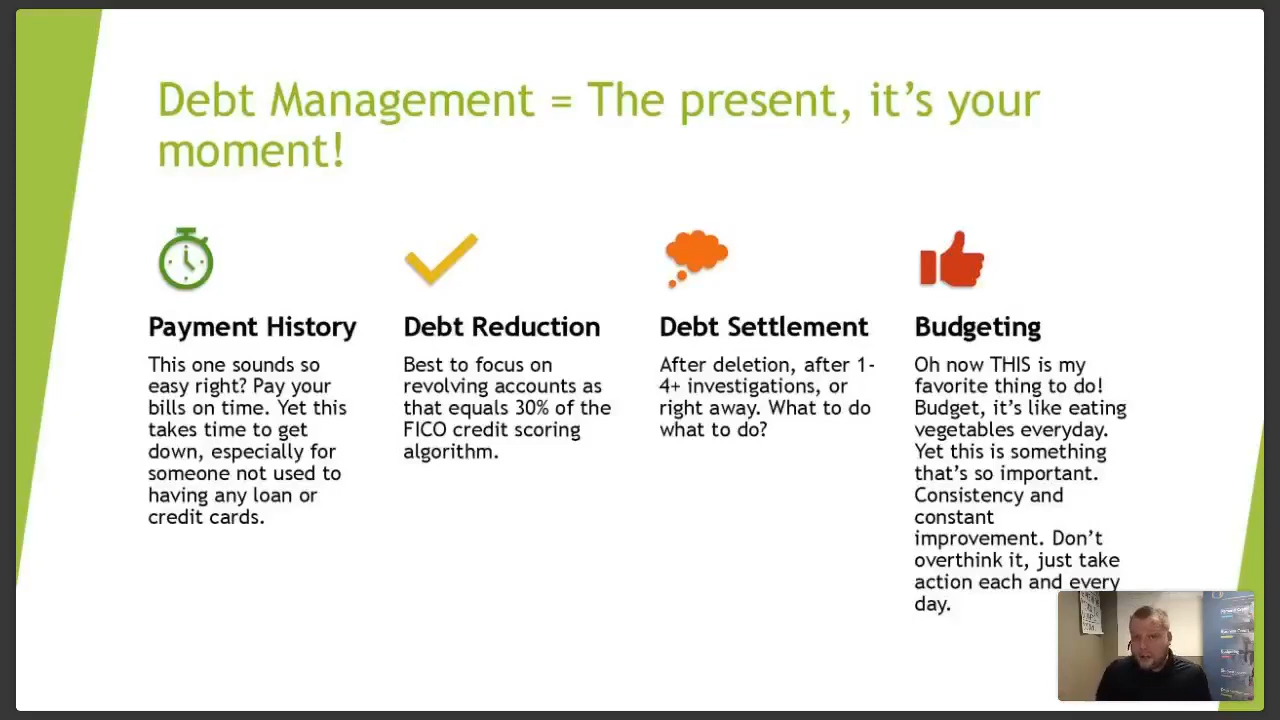 Debt Management = The present, it's your
moment!
Payment History
This one sounds so
easy right? Pay your
bills on time. Yet this
takes time to get
down, especially for
someone not used to
having any loan or
credit cards.
Debt Reduction
Best to focus on
revolving accounts as
that equals 30% of the
FICO credit scoring
algorithm.
Debt Settlement
After deletion, after 1-
4+ investigations, or
right away. What to do
what to do?
Budgeting
Oh now THIS is my
favorite thing to do!
Budget, it's like eating
vegetables everyday.
Yet this is something
that's so important.
Consistency and
constant
improvement. Don't
overthink it, just take
action each and every
day.